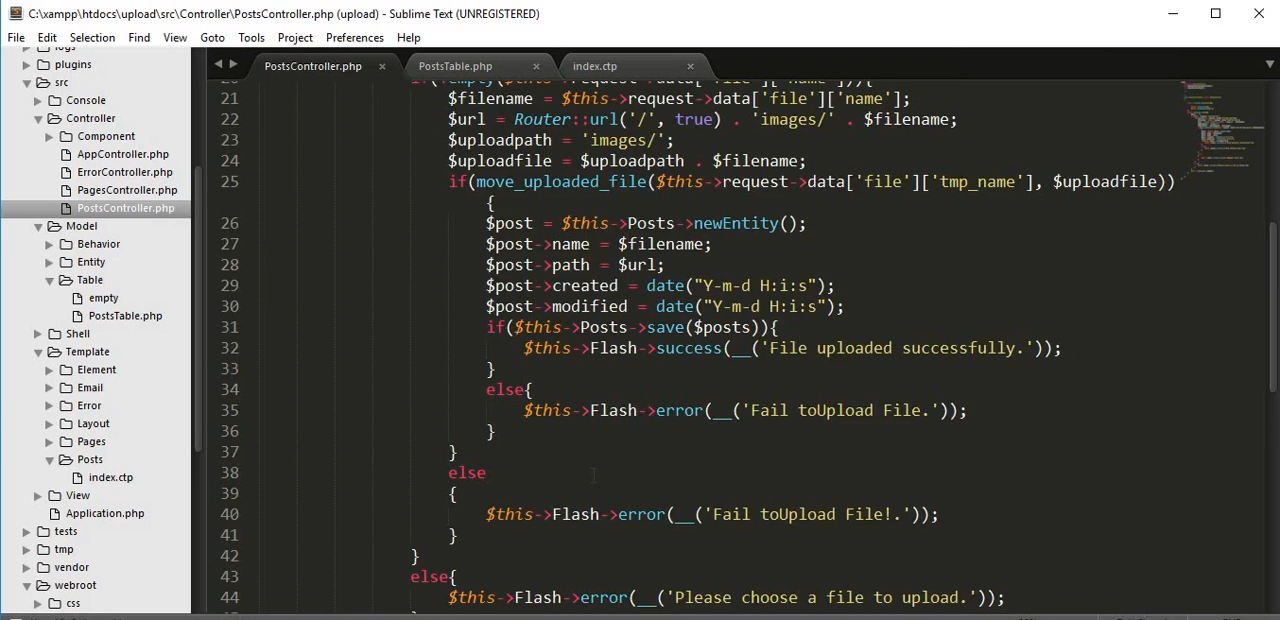 C:\xampp\htdocs\upload\src\Controller\PostsController.php (upload) - Sublime Text (UNREGISTERED)
File Edit Selection Find View Goto Tools Project Preferences Help
PostsController.php × PostsTable.php × index.ctp ×
logs
plugins
src
Console
Controller
Component
AppController.php
ErrorController.php
PagesController.php
PostsController.php
Model
Behavior
Entity
Table
empty
PostsTable.php
Shell
Template
Element
Email
Error
Layout
Pages
Posts
index.ctp
View
Application.php
tests
tmp
vendor
webroot
css
21 $filename = $this->request->data['file']['name'];
22 $url = Router::url('/', true) . 'images/' . $filename;
23 $uploadpath = 'images/';
24 $uploadfile = $uploadpath . $filename;
25 if(move_uploaded_file($this->request->data['file']['tmp_name'], $uploadfile))
{
26 $post = $this->Posts->newEntity();
27 $post->name = $filename;
28 $post->path = $url;
29 $post->created = date("Y-m-d H:i:s");
30 $post->modified = date("Y-m-d H:i:s");
31 if($this->Posts->save($posts)){
32 $this->Flash->success(__('File uploaded successfully.'));
33 }
34 else{
35 $this->Flash->error(__('Fail toUpload File.'));
36 }
37 }
38 else
39 {
40 $this->Flash->error(__('Fail toUpload File!.'));
41 }
42 }
43 else{
44 $this->Flash->error(__('Please choose a file to upload.'));